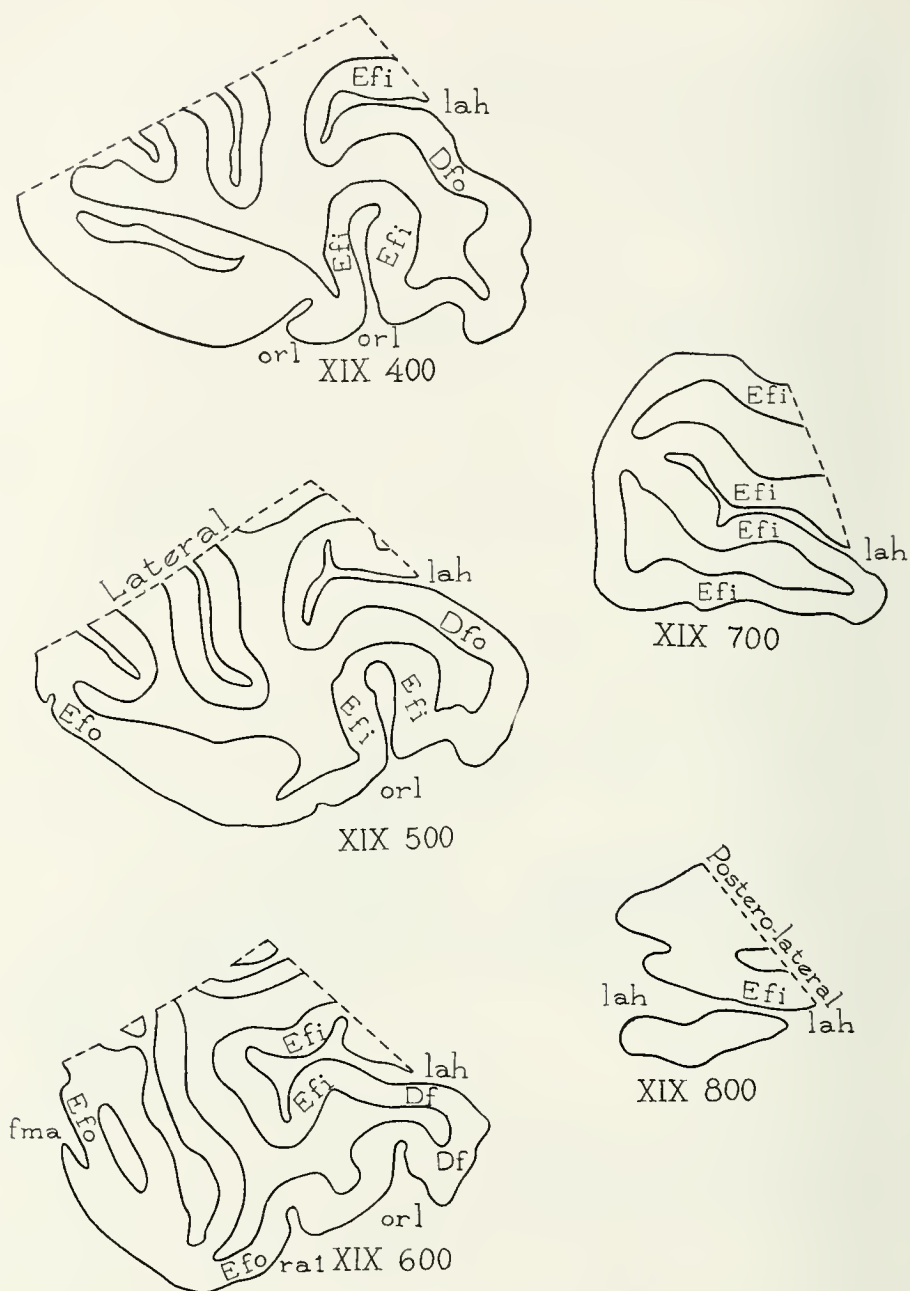 Efi
lah
Dfo
Efi
Efi
orl
orl
XIX 400
Efi
Efi
Efi
lah
Efi
XIX 700
Lateral
lah
Dfo
Efo
Efi
Efi
orl
XIX 500
Postero-lateral
lah
Efi
lah
XIX 800
Efi
lah
Efi
Df
Efo
fma
Df
orl
Efo
ra1
XIX 600